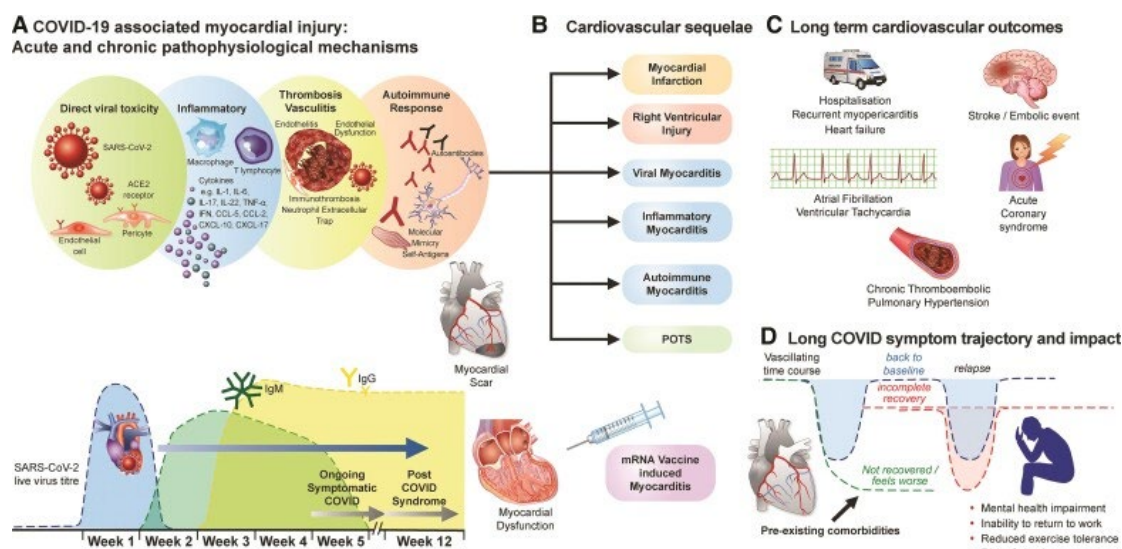 A COVID-19 associated myocardial injury:
Acute and chronic pathophysiological mechanisms
Direct viral toxicity
SARS-CoV-2
ACE2
receptor
Endothelial
cell
Pericyte
Inflammatory
Macrophage
T lymphocyte
Cytokines
e.g. IL-1, IL-6,
IL-17, IL-22, TNF-α,
IFN, CCL-5, CCL-2,
CXCL-10, CXCL-17
Thrombosis
Vasculitis
Endothelitis
Endothelial
Dysfunction
Immunothrombosis
Neutrophil Extracellular
Trap
Autoimmune
Response
Autoantibodies
Molecular
Mimicry
Self-Antigens
Myocardial
Scar
SARS-CoV-2
live virus titre
IgM
IgG
Ongoing
Symptomatic
COVID
Post
COVID
Syndrome
Week 1
Week 2
Week 3
Week 4
Week 5
Week 12
Myocardial
Dysfunction
B Cardiovascular sequelae
Myocardial
Infarction
Right Ventricular
Injury
Viral Myocarditis
Inflammatory
Myocarditis
Autoimmune
Myocarditis
POTS
mRNA Vaccine
induced
Myocarditis
C Long term cardiovascular outcomes
Hospitalisation
Recurrent myopericarditis
Heart failure
Stroke / Embolic event
Atrial Fibrillation
Ventricular Tachycardia
Acute
Coronary
syndrome
Chronic Thromboembolic
Pulmonary Hypertension
D Long COVID symptom trajectory and impact
Vascillating
time course
back to
baseline
incomplete
recovery
relapse
Not recovered /
feels worse
Pre-existing comorbidities
• Mental health impairment
• Inability to return to work
• Reduced exercise tolerance